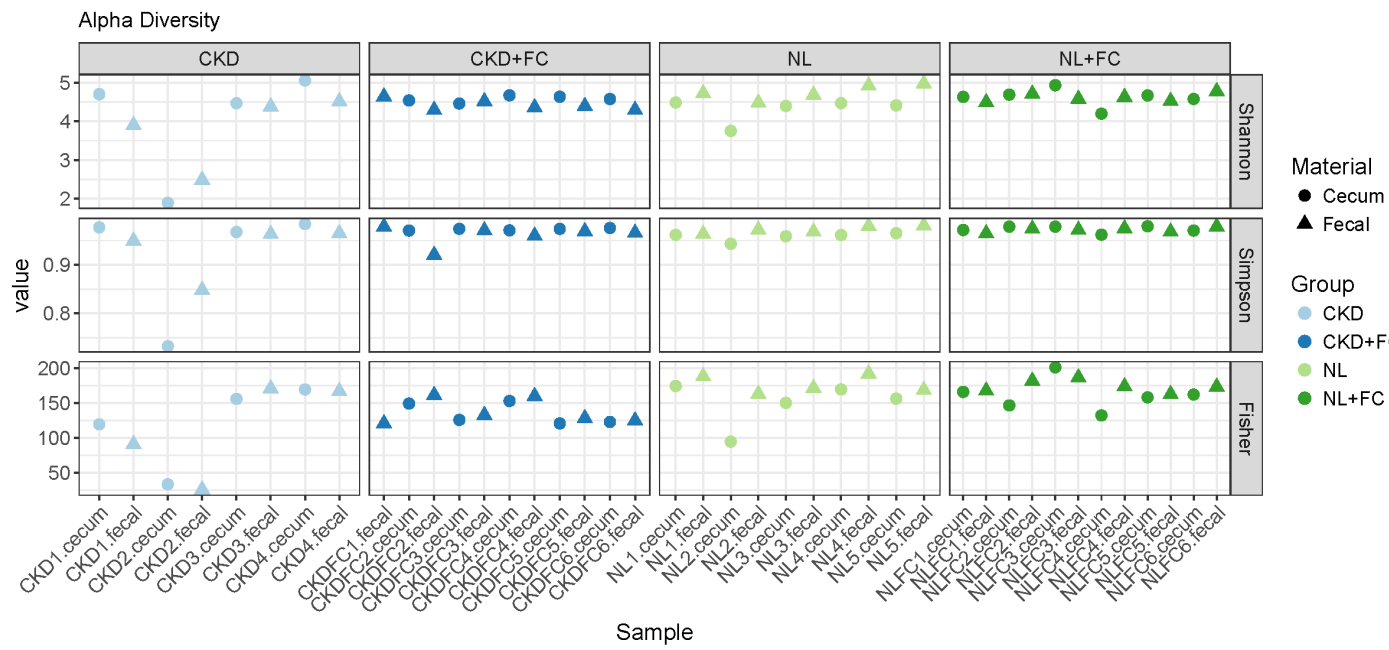 Alpha Diversity
CKD
CKD+FC
NL
NL+FC
5
4
3
2
Shannon
0.9
0.8
Simpson
200
150
100
50
Fisher
value
CKD1.cecum
CKD1.fecal
CKD2.cecum
CKD2.fecal
CKD3.cecum
CKD3.fecal
CKD4.cecum
CKD4.fecal
CKDFC1.fecal
CKDFC2.cecum
CKDFC2.fecal
CKDFC3.cecum
CKDFC3.fecal
CKDFC4.cecum
CKDFC4.fecal
CKDFC5.cecum
CKDFC5.fecal
CKDFC6.cecum
CKDFC6.fecal
NL1.cecum
NL1.fecal
NL2.cecum
NL2.fecal
NL3.cecum
NL3.fecal
NL4.cecum
NL4.fecal
NL5.cecum
NL5.fecal
NLFC1.cecum
NLFC1.fecal
NLFC2.cecum
NLFC2.fecal
NLFC3.cecum
NLFC3.fecal
NLFC4.cecum
NLFC4.fecal
NLFC5.cecum
NLFC5.fecal
NLFC6.cecum
NLFC6.fecal
Sample
Material
Cecum
Fecal
Group
CKD
CKD+F
NL
NL+FC